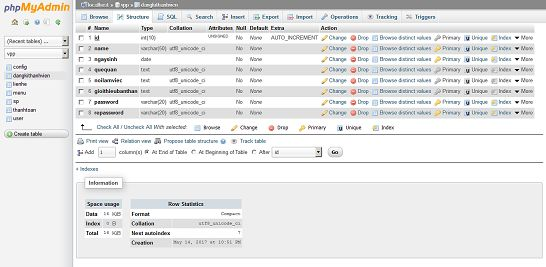 phpMyAdmin
(Recent tables) ...
vpp
config
dangkithanhvien
lienhe
menu
sp
thanhtoan
user
Create table
localhost » vpp » dangkithanhvien
Browse Structure SQL Search Insert Export Import Operations Tracking Triggers
# Name Type Collation Attributes Null Default Extra Action
1 id int(10) UNSIGNED No None AUTO_INCREMENT Change Drop Browse distinct values Primary Unique Index More
2 name varchar(50) utf8_unicode_ci No None Change Drop Browse distinct values Primary Unique Index More
3 ngaysinh date No None Change Drop Browse distinct values Primary Unique Index More
4 quequan text utf8_unicode_ci No None Change Drop Browse distinct values Primary Unique Index More
5 noilamviec text utf8_unicode_ci No None Change Drop Browse distinct values Primary Unique Index More
6 gioithieubanthan text utf8_unicode_ci No None Change Drop Browse distinct values Primary Unique Index More
7 password varchar(20) utf8_unicode_ci No None Change Drop Browse distinct values Primary Unique Index More
8 repassword varchar(20) utf8_unicode_ci No None Change Drop Browse distinct values Primary Unique Index More
Check All / Uncheck All With selected: Browse Change Drop Primary Unique Index
Print view Relation view Propose table structure Track table
Add 1 column(s) At End of Table At Beginning of Table After id Go
+ Indexes
Information
Space usage
Data 16 KiB
Index 0 B
Total 16 KiB
Row Statistics
Format Compact
Collation utf8_unicode_ci
Next autoindex 7
Creation May 14, 2017 at 10:51 PM